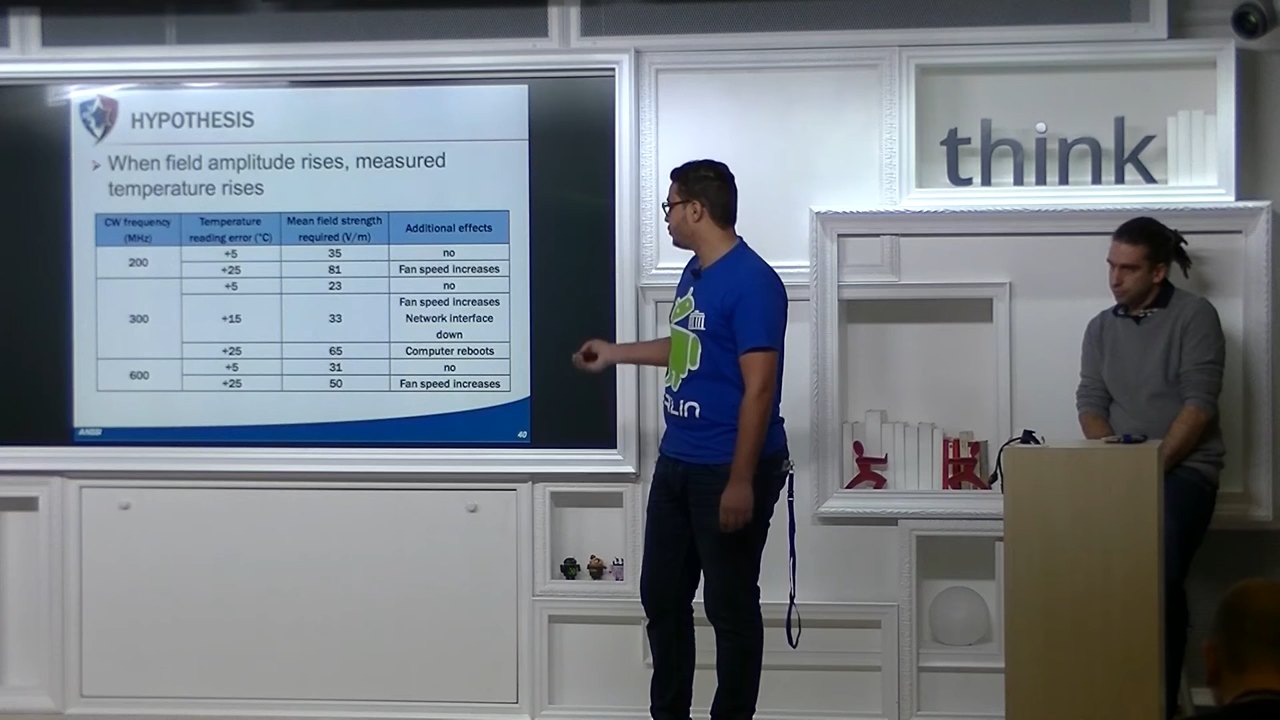 HYPOTHESIS
When field amplitude rises, measured
temperature rises
CW frequency (MHz) Temperature reading error (°C) Mean field strength required (V/m) Additional effects
200 +5 35 no
+25 81 Fan speed increases
300 +5 23 no
+15 33 Fan speed increases Network interface down
+25 65 Computer reboots
600 +5 31 no
+25 50 Fan speed increases
ANSSI
40
think
RLIN